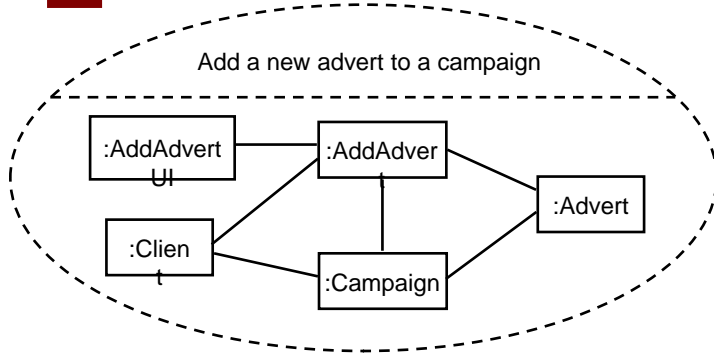 Add a new advert to a campaign
:AddAdvert
UI
:AddAdver
t
:Advert
:Clien
t
:Campaign